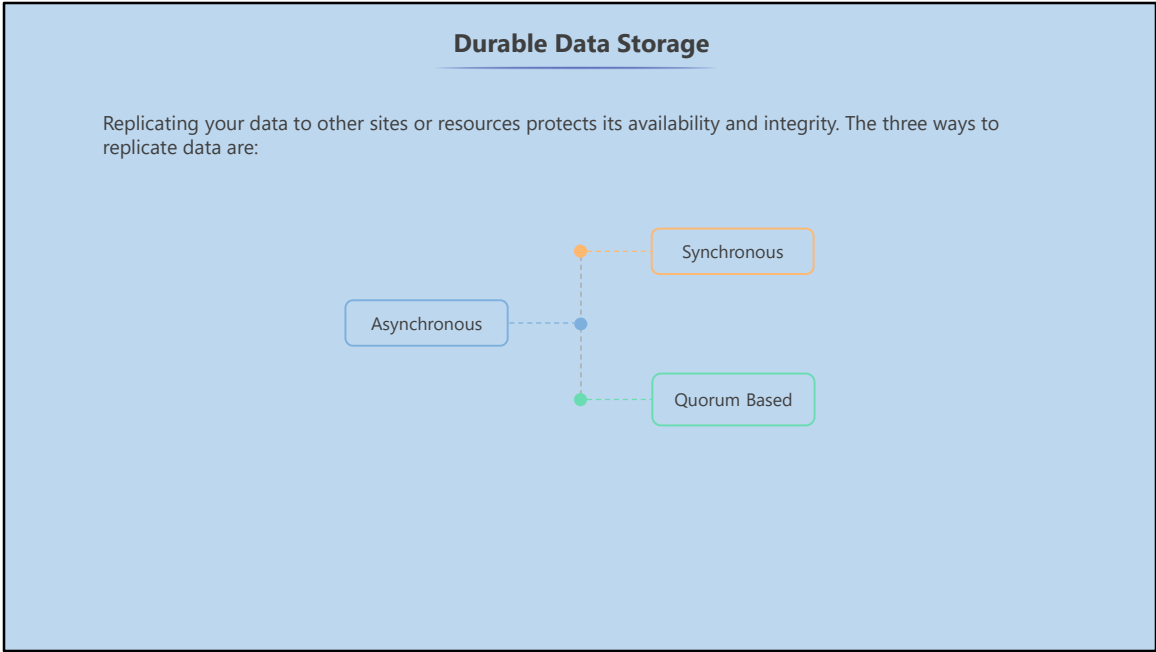 Durable Data Storage
Replicating your data to other sites or resources protects its availability and integrity. The three ways to
replicate data are:
Synchronous
Asynchronous
Quorum Based